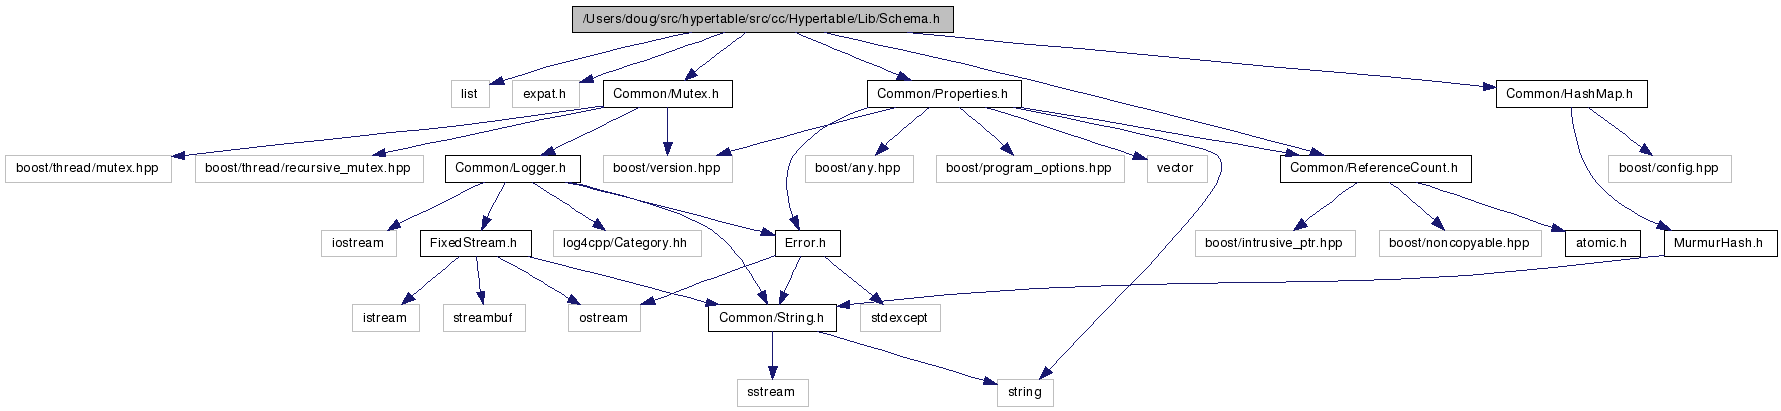 /Users/doug/src/hypertable/src/cc/Hypertable/Lib/Schema.h
list
expat.h
Common/Mutex.h
Common/Properties.h
Common/HashMap.h
boost/thread/mutex.hpp
boost/thread/recursive_mutex.hpp
Common/Logger.h
boost/version.hpp
boost/any.hpp
boost/program_options.hpp
vector
Common/ReferenceCount.h
boost/config.hpp
iostream
FixedStream.h
log4cpp/Category.hh
Error.h
boost/intrusive_ptr.hpp
boost/noncopyable.hpp
atomic.h
MurmurHash.h
istream
streambuf
ostream
Common/String.h
stdexcept
sstream
string